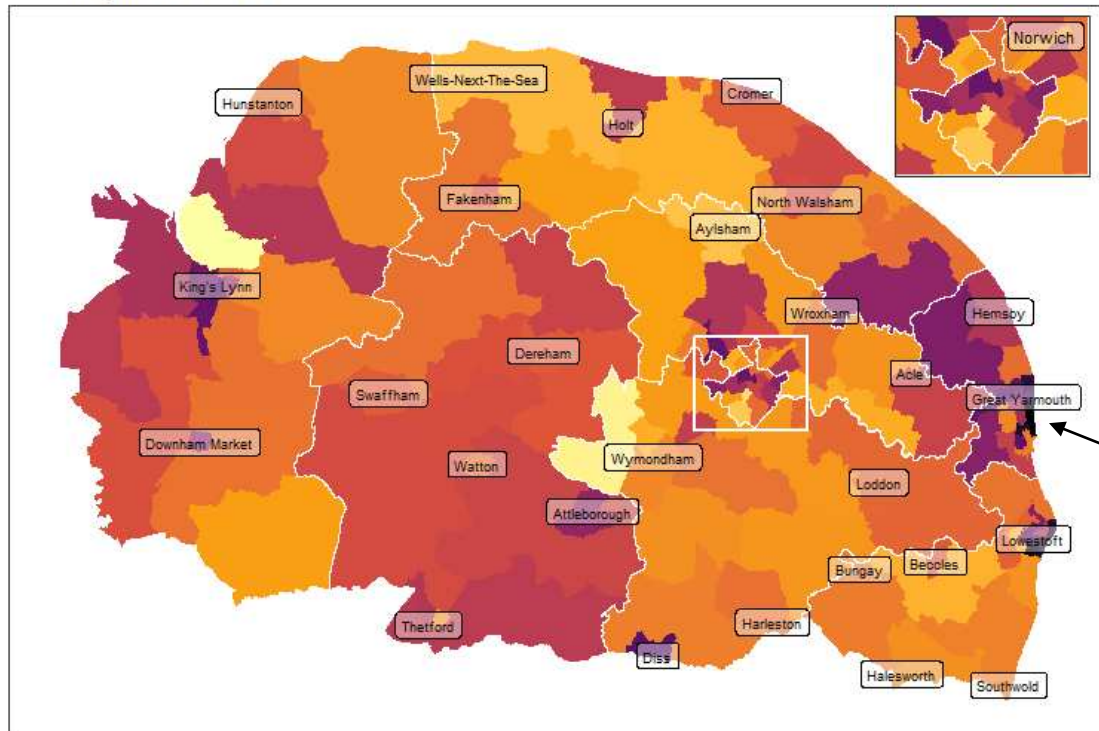 Norwich
Wells-Next-The-Sea
Hunstanton
Cromer
Holt
Fakenham
North Walsham
Aylsham
King's Lynn
Wroxham
Hemsby
Dereham
Acle
Swaffham
Great Yarmouth
Downham Market
Watton
Wymondham
Loddon
Attleborough
Lowestoft
Bungay
Beccles
Thetford
Harleston
Diss
Halesworth
Southwold